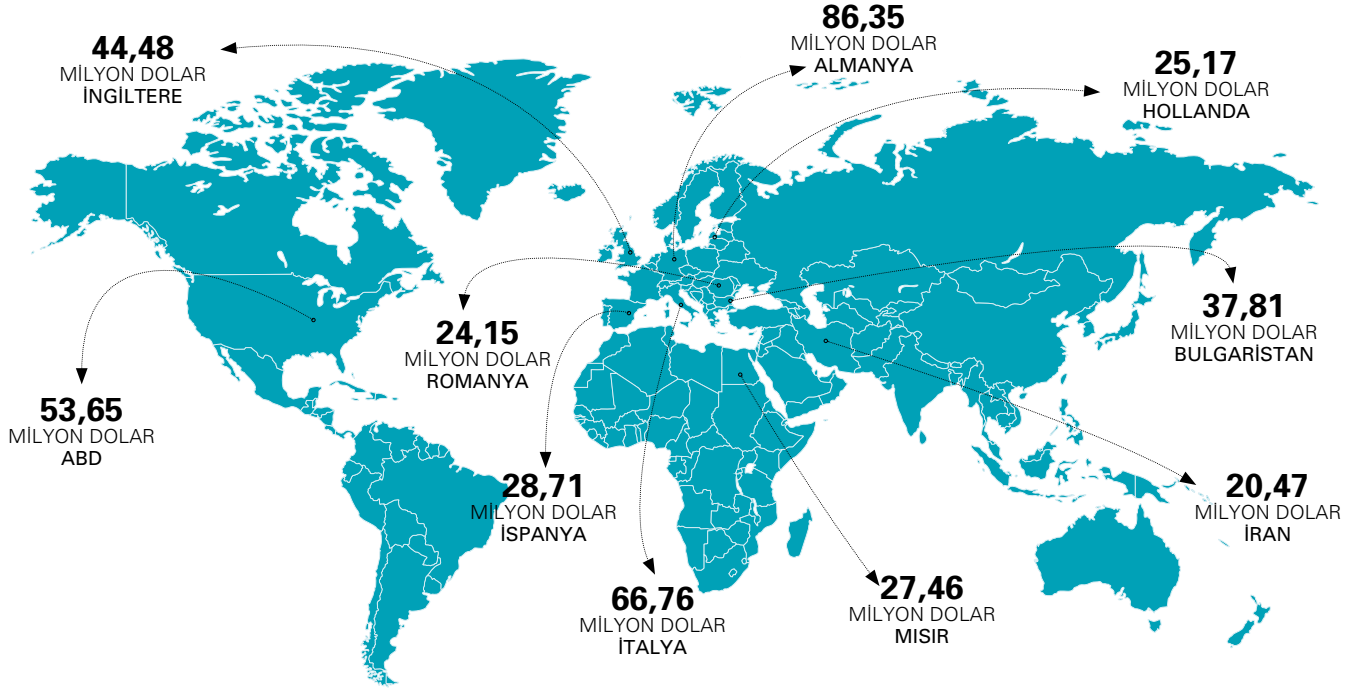 86,35
MİLYON DOLAR
ALMANYA
44,48
MİLYON DOLAR
İNGİLTERE
25,17
MİLYON DOLAR
HOLLANDA
24,15
MİLYON DOLAR
ROMANYA
37,81
MİLYON DOLAR
BULGARİSTAN
53,65
MİLYON DOLAR
ABD
28,71
MİLYON DOLAR
İSPANYA
20,47
MİLYON DOLAR
İRAN
66,76
MİLYON DOLAR
İTALYA
27,46
MİLYON DOLAR
MISIR